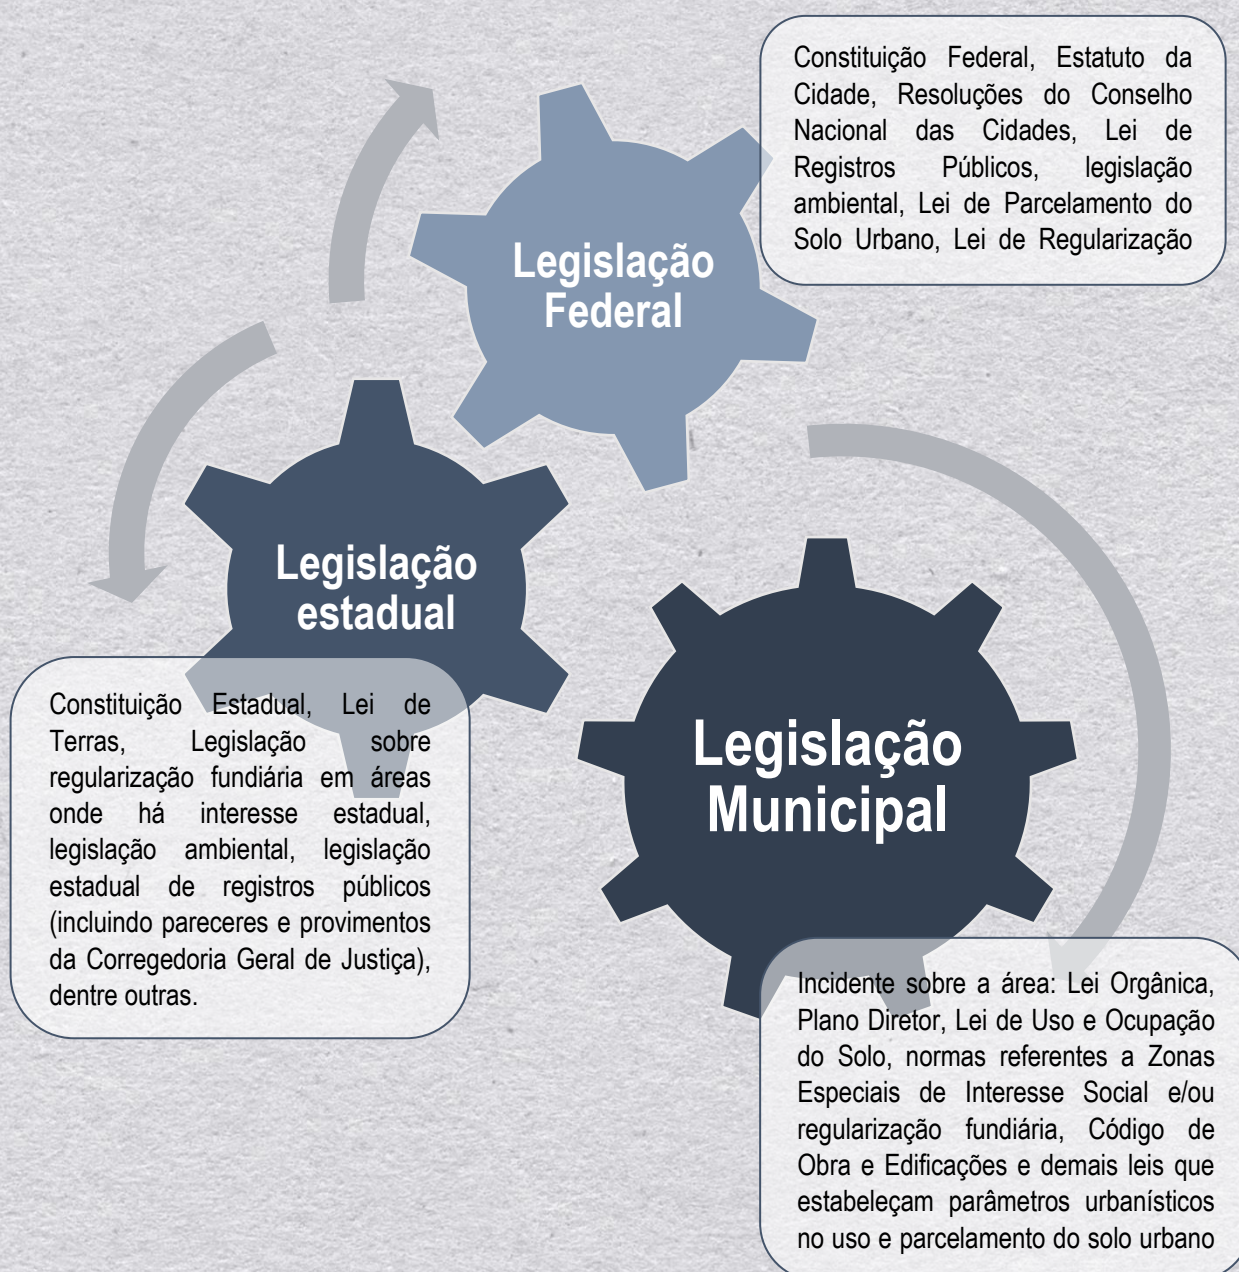 Constituição Federal, Estatuto da
Cidade, Resoluções do Conselho
Nacional das Cidades, Lei de
Registros Públicos, legislação
ambiental, Lei de Parcelamento do
Solo Urbano, Lei de Regularização
Legislação
Federal
Legislação
estadual
Constituição Estadual, Lei de
Terras, Legislação sobre
regularização fundiária em áreas
onde há interesse estadual,
legislação ambiental, legislação
estadual de registros públicos
(incluindo pareceres e provimentos
da Corregedoria Geral de Justiça),
dentre outras.
Legislação
Municipal
Incidente sobre a área: Lei Orgânica,
Plano Diretor, Lei de Uso e Ocupação
do Solo, normas referentes a Zonas
Especiais de Interesse Social e/ou
regularização fundiária, Código de
Obra e Edificações e demais leis que
estabeleçam parâmetros urbanísticos
no uso e parcelamento do solo urbano